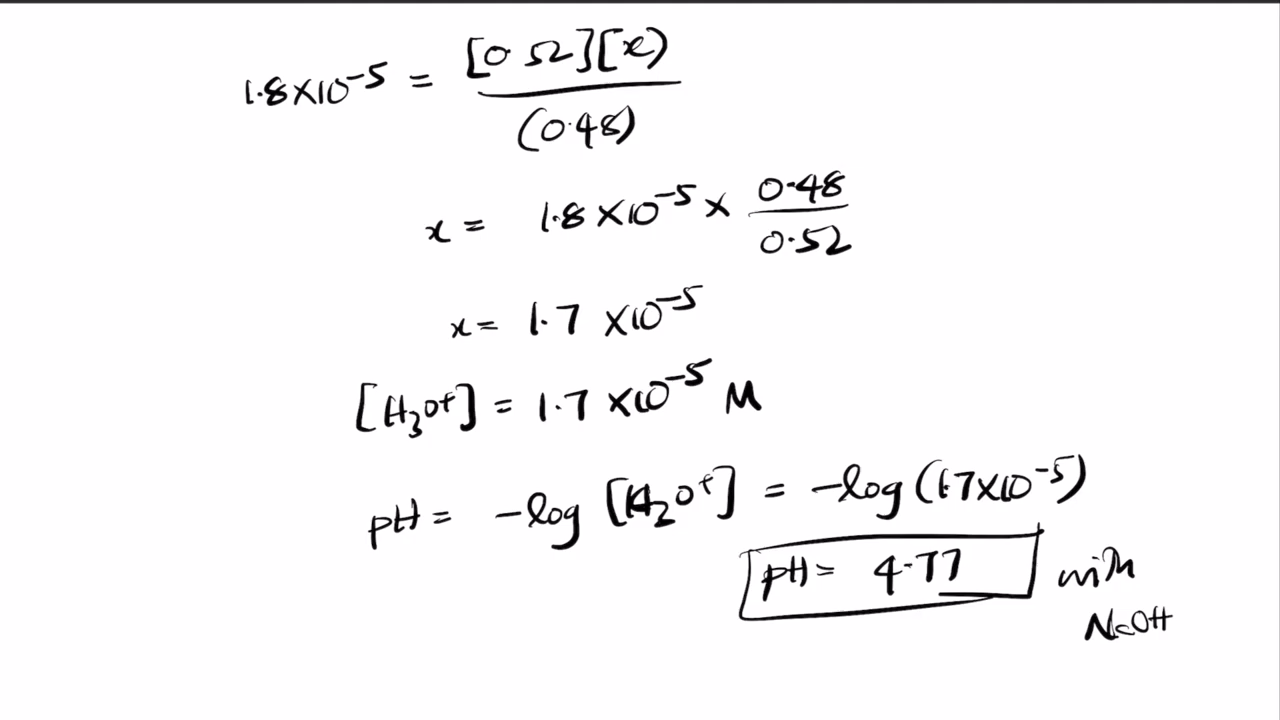 1.8×10⁻⁵ = [0.52][x) / (0.48)
x = 1.8×10⁻⁵ × 0.48 / 0.52
x = 1.7 ×10⁻⁵
[H₃O⁺] = 1.7 ×10⁻⁵ M
pH = -log [H₂O⁺] = -log (1.7×10⁻⁵)
pH = 4.77 with
NaOH